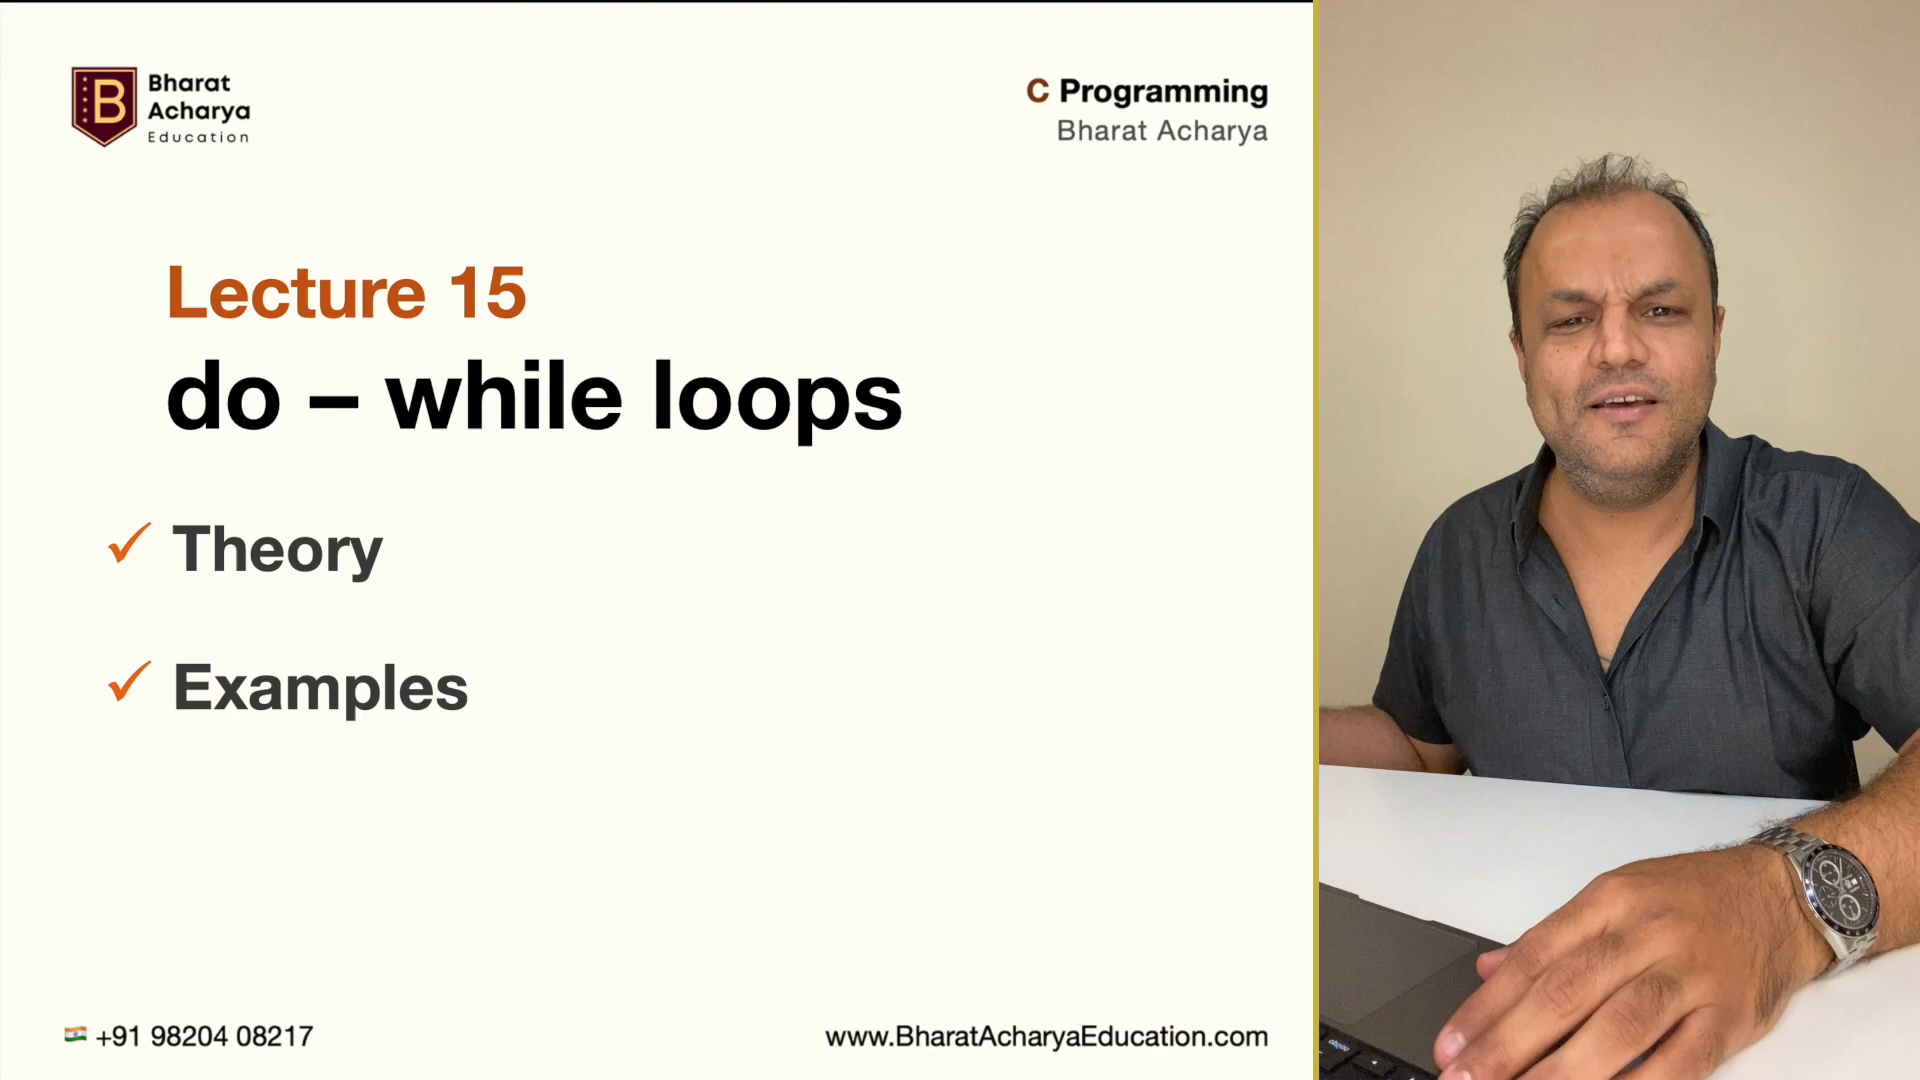 Bharat
Acharya
Education
C Programming
Bharat Acharya
Lecture 15
do – while loops
✓ Theory
✓ Examples
+91 98204 08217
www.BharatAcharyaEducation.com